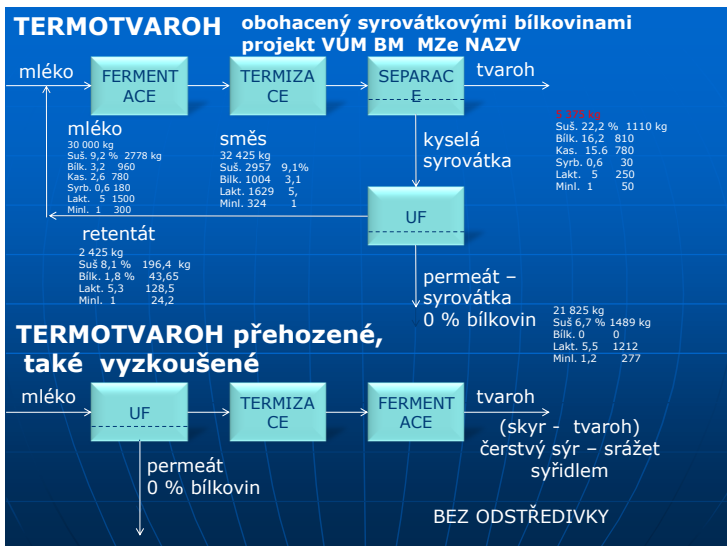 TERMOTVAROH obohacený syrovátkovými bílkovinami
projekt VÚM BM MZe NAZV
mléko
FERMENT
ACE
TERMIZA
CE
SEPARAC
E
tvaroh
mléko
30 000 kg
Suš. 9,2 % 2778 kg
Bílk. 3,2 960
Kas. 2,6 780
Syrb. 0,6 180
Lakt. 5 1500
Minl. 1 300
směs
32 425 kg
Suš. 2957 9,1%
Bilk. 1004 3,1
Lakt. 1629 5,
Minl. 324 1
kyselá
syrovátka
Suš. 22,2 % 1110 kg
Bílk. 16,2 810
Kas. 15.6 780
Syrb. 0,6 30
Lakt. 5 250
Minl. 1 50
UF
retentát
2 425 kg
Suš 8,1 % 196,4 kg
Bílk. 1,8 % 43,65
Lakt. 5,3 128,5
Minl. 1 24,2
permeát –
syrovátka
0 % bílkovin
21 825 kg
Suš 6,7 % 1489 kg
Bílk. 0 0
Lakt. 5,5 1212
Minl. 1,2 277
TERMOTVAROH přehozené,
také vyzkoušené
mléko
UF
TERMIZA
CE
FERMENT
ACE
tvaroh
(skyr - tvaroh)
čerstvý sýr – srážet
syřidlem
permeát
0 % bílkovin
BEZ ODSTŘEDIVKY